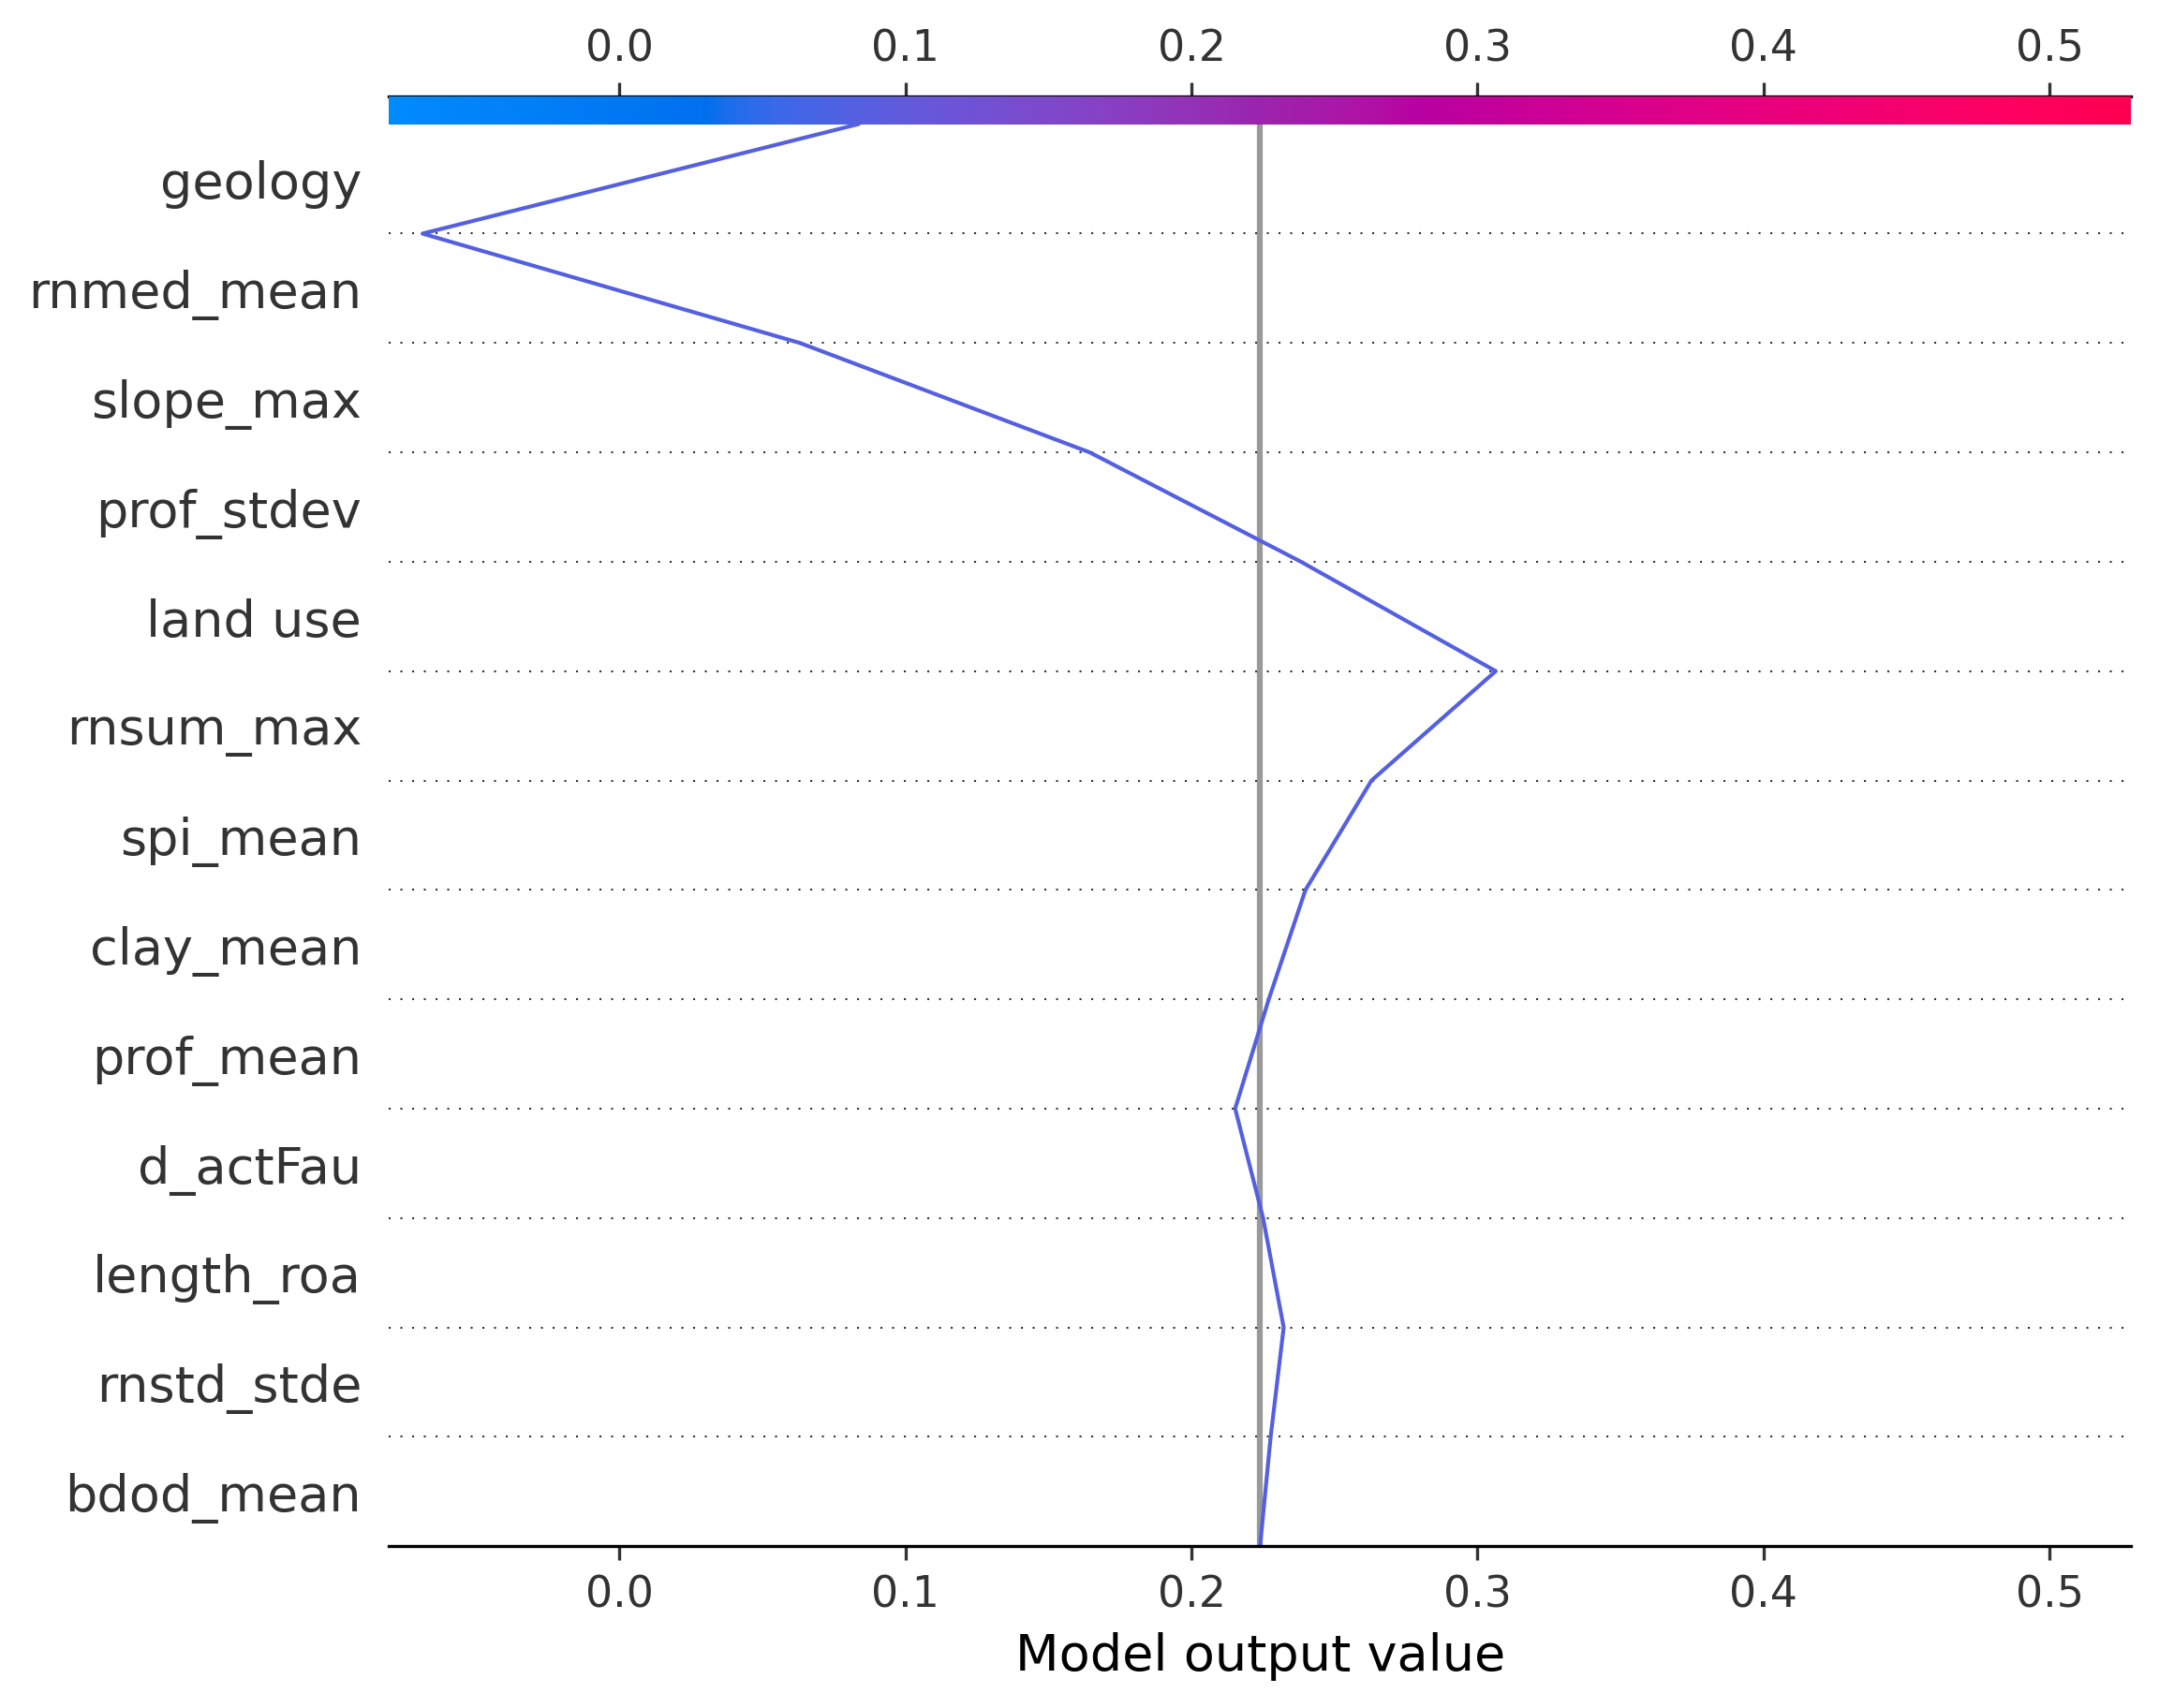 0.0 0.1 0.2 0.3 0.4 0.5
geology
rnmed_mean
slope_max
prof_stdev
land use
rnsum_max
spi_mean
clay_mean
prof_mean
d_actFau
length_roa
rnstd_stde
bdod_mean
0.0 0.1 0.2 0.3 0.4 0.5
Model output value